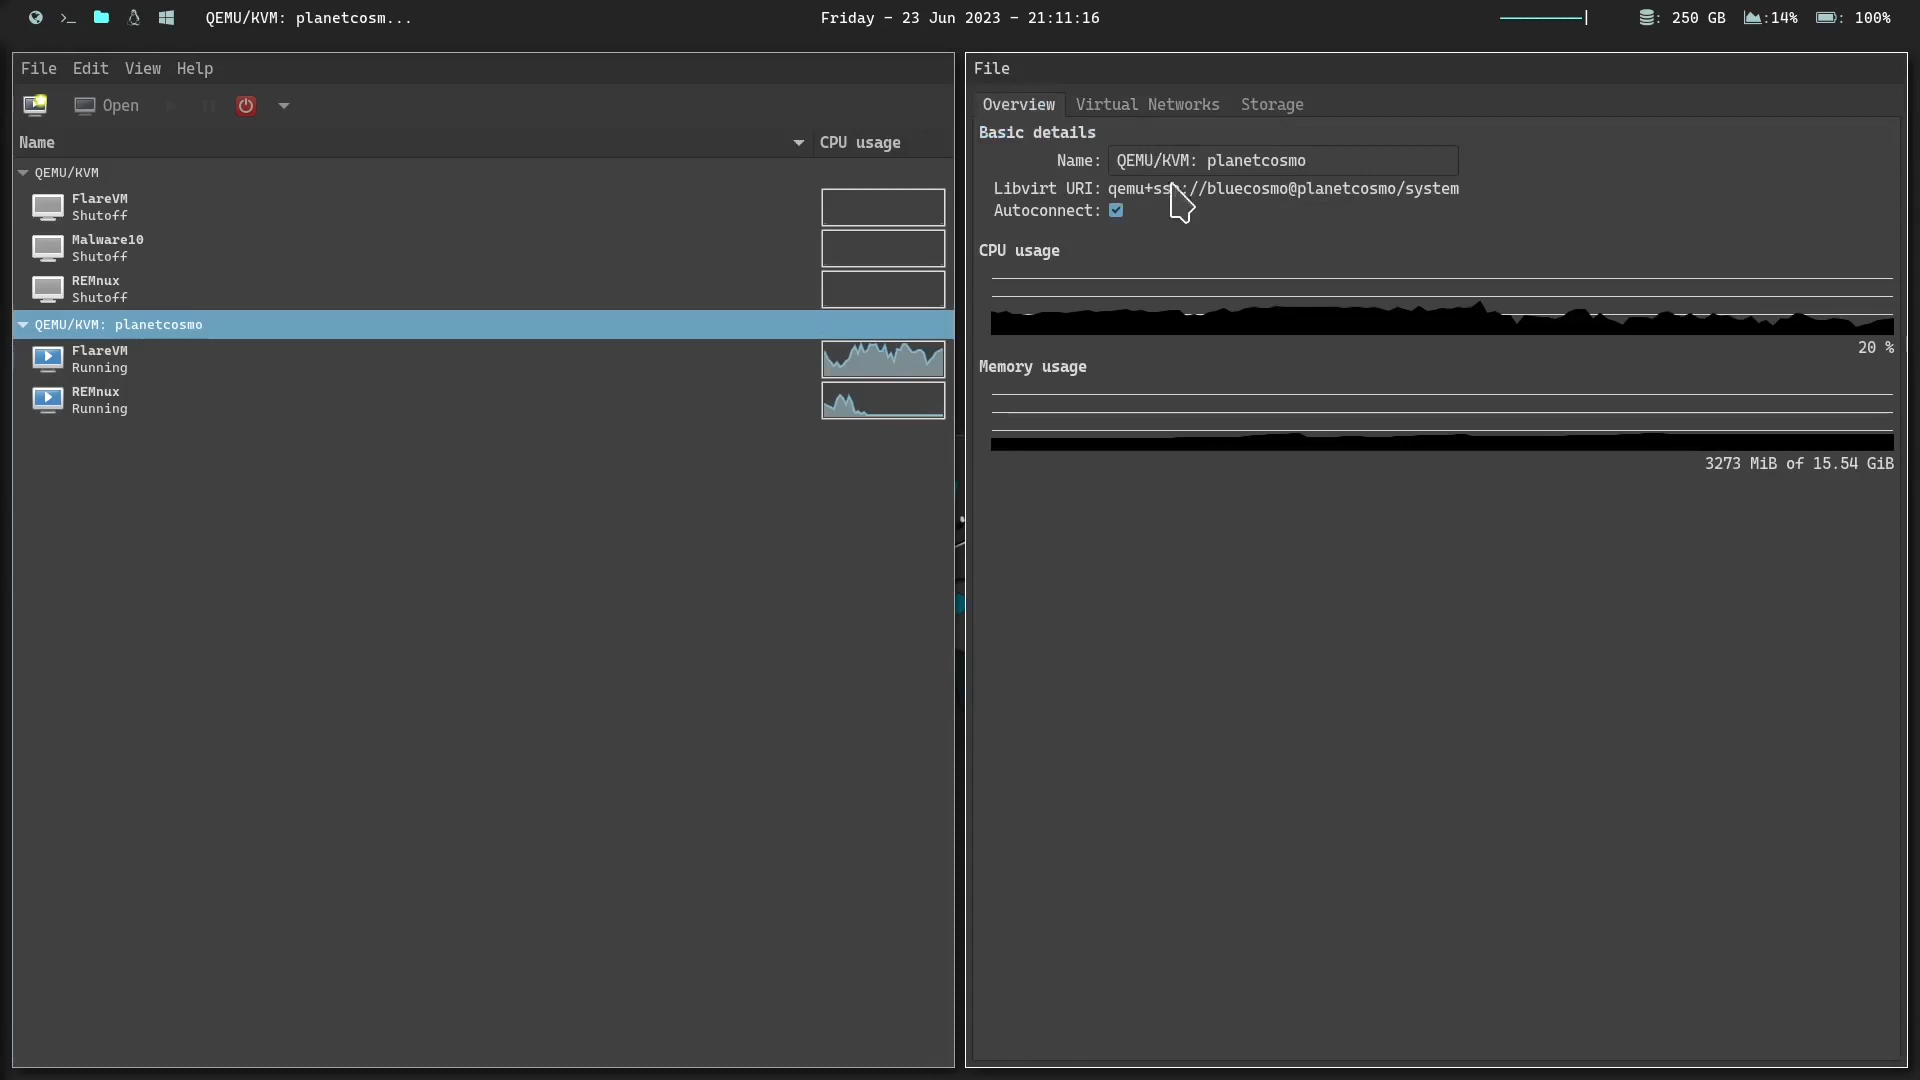 QEMU/KVM: planetcosm...
Friday - 23 Jun 2023 - 21:11:16
: 250 GB :14% : 100%
File Edit View Help
Open
Name CPU usage
QEMU/KVM
FlareVM
Shutoff
Malware10
Shutoff
REMnux
Shutoff
QEMU/KVM: planetcosmo
FlareVM
Running
REMnux
Running
File
Overview Virtual Networks Storage
Basic details
Name: QEMU/KVM: planetcosmo
Libvirt URI: qemu+ssh://bluecosmo@planetcosmo/system
Autoconnect:
CPU usage
20 %
Memory usage
3273 MiB of 15.54 GiB